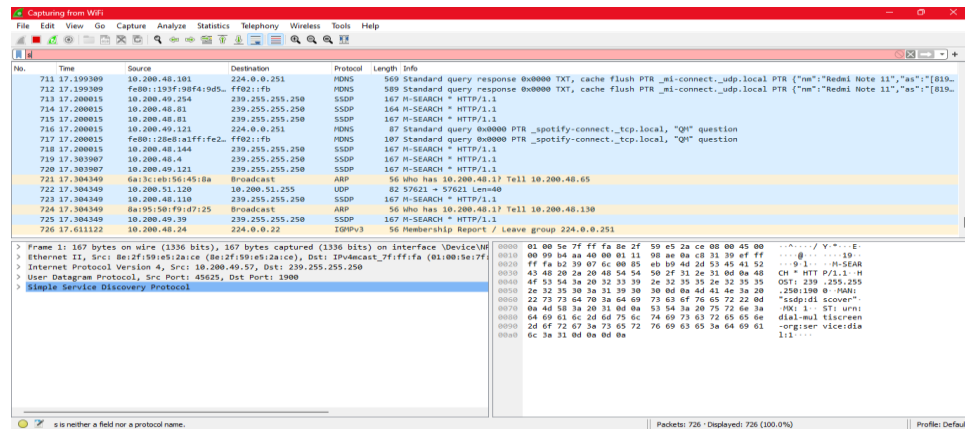 Capturing from WiFi
File Edit View Go Capture Analyze Statistics Telephony Wireless Tools Help
s
No. Time Source Destination Protocol Length Info
711 17.199309 10.200.48.101 224.0.0.251 MDNS 569 Standard query response 0x0000 TXT, cache flush PTR _mi-connect._udp.local PTR {"nm":"Redmi Note 11","as":"[819…
712 17.199309 fe80::193f:98f4:9d5… ff02::fb MDNS 589 Standard query response 0x0000 TXT, cache flush PTR _mi-connect._udp.local PTR {"nm":"Redmi Note 11","as":"[819…
713 17.200015 10.200.49.254 239.255.255.250 SSDP 167 M-SEARCH * HTTP/1.1
714 17.200015 10.200.48.81 239.255.255.250 SSDP 164 M-SEARCH * HTTP/1.1
715 17.200015 10.200.48.81 239.255.255.250 SSDP 167 M-SEARCH * HTTP/1.1
716 17.200015 10.200.49.121 224.0.0.251 MDNS 87 Standard query 0x0000 PTR _spotify-connect._tcp.local, "QM" question
717 17.200015 fe80::28e8:a1ff:fe2… ff02::fb MDNS 107 Standard query 0x0000 PTR _spotify-connect._tcp.local, "QM" question
718 17.200015 10.200.48.144 239.255.255.250 SSDP 167 M-SEARCH * HTTP/1.1
719 17.303907 10.200.48.4 239.255.255.250 SSDP 167 M-SEARCH * HTTP/1.1
720 17.303907 10.200.49.121 239.255.255.250 SSDP 167 M-SEARCH * HTTP/1.1
721 17.304349 6a:3c:eb:56:45:8a Broadcast ARP 56 Who has 10.200.48.1? Tell 10.200.48.65
722 17.304349 10.200.51.120 10.200.51.255 UDP 82 57621 → 57621 Len=40
723 17.304349 10.200.48.110 239.255.255.250 SSDP 167 M-SEARCH * HTTP/1.1
724 17.304349 8a:95:50:f9:d7:25 Broadcast ARP 56 Who has 10.200.48.1? Tell 10.200.48.130
725 17.304349 10.200.49.39 239.255.255.250 SSDP 167 M-SEARCH * HTTP/1.1
726 17.611122 10.200.48.24 224.0.0.22 IGMPv3 56 Membership Report / Leave group 224.0.0.251
> Frame 1: 167 bytes on wire (1336 bits), 167 bytes captured (1336 bits) on interface \Device\NP
> Ethernet II, Src: 8e:2f:59:e5:2a:ce (8e:2f:59:e5:2a:ce), Dst: IPv4mcast_7f:ff:fa (01:00:5e:7f:
> Internet Protocol Version 4, Src: 10.200.49.57, Dst: 239.255.255.250
> User Datagram Protocol, Src Port: 45625, Dst Port: 1900
> Simple Service Discovery Protocol
0000 01 00 5e 7f ff fa 8e 2f 59 e5 2a ce 08 00 45 00 ··^····/ Y·*···E·
0010 00 99 b4 aa 40 00 01 11 98 ae 0a c8 31 39 ef ff ····@··· ····19··
0020 ff fa b2 39 07 6c 00 85 eb b9 4d 2d 53 45 41 52 ···9·l·· ··M-SEAR
0030 43 48 20 2a 20 48 54 54 50 2f 31 2e 31 0d 0a 48 CH * HTT P/1.1··H
0040 4f 53 54 3a 20 32 33 39 2e 32 35 35 2e 32 35 35 OST: 239 .255.255
0050 2e 32 35 30 3a 31 39 30 30 0d 0a 4d 41 4e 3a 20 .250:190 0··MAN:
0060 22 73 73 64 70 3a 64 69 73 63 6f 76 65 72 22 0d "ssdp:di scover"·
0070 0a 4d 58 3a 20 31 0d 0a 53 54 3a 20 75 72 6e 3a ·MX: 1·· ST: urn:
0080 64 69 61 6c 2d 6d 75 6c 74 69 73 63 72 65 65 6e dial-mul tiscreen
0090 2d 6f 72 67 3a 73 65 72 76 69 63 65 3a 64 69 61 -org:ser vice:dia
00a0 6c 3a 31 0d 0a 0d 0a l:1····
s is neither a field nor a protocol name.
Packets: 726 · Displayed: 726 (100.0%)
Profile: Defaul